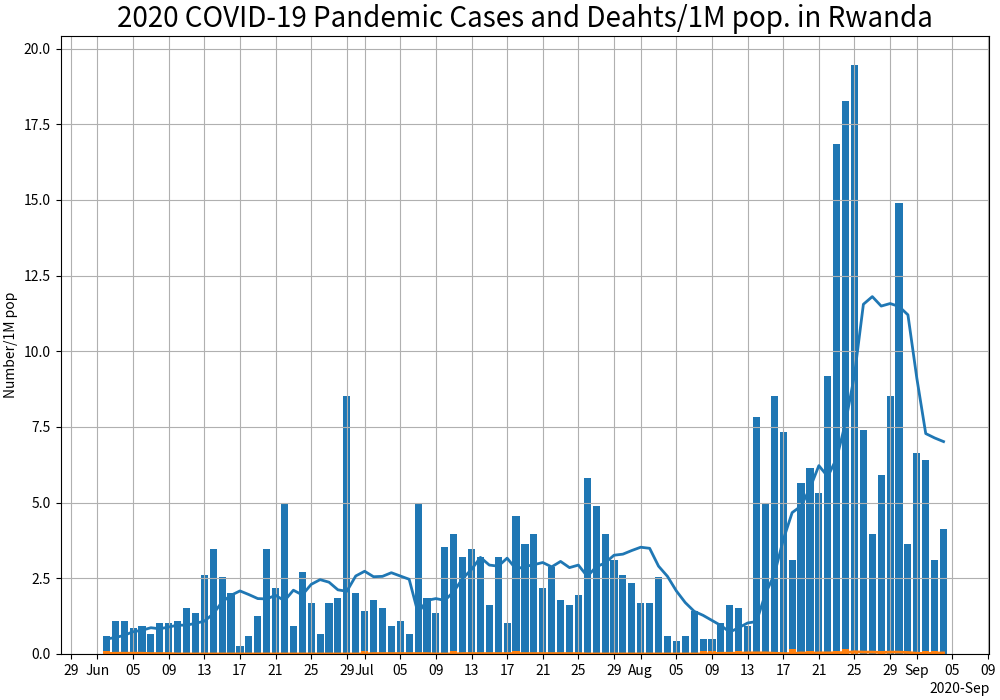 2020 COVID-19 Pandemic Cases and Deahts/1M pop. in Rwanda
20.0
17.5
15.0
12.5
10.0
7.5
5.0
2.5
0.0
Number/1M pop
29 Jun 05 09 13 17 21 25 29 Jul 05 09 13 17 21 25 29 Aug 05 09 13 17 21 25 29 Sep 05 09
2020-Sep